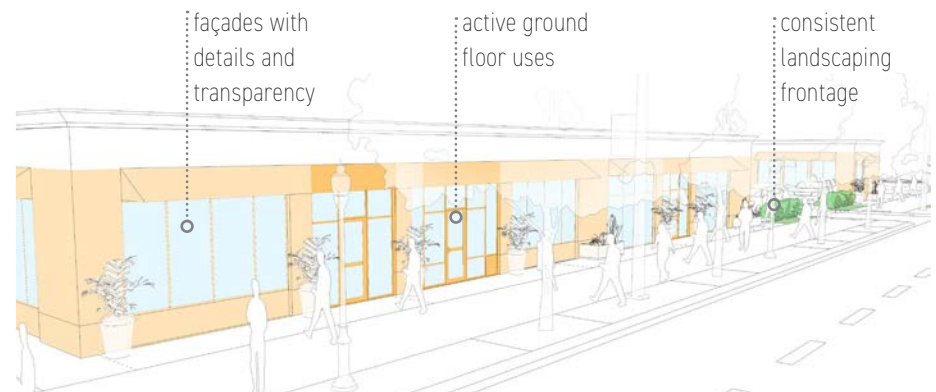 façades with
details and
transparency
active ground
floor uses
consistent
landscaping
frontage